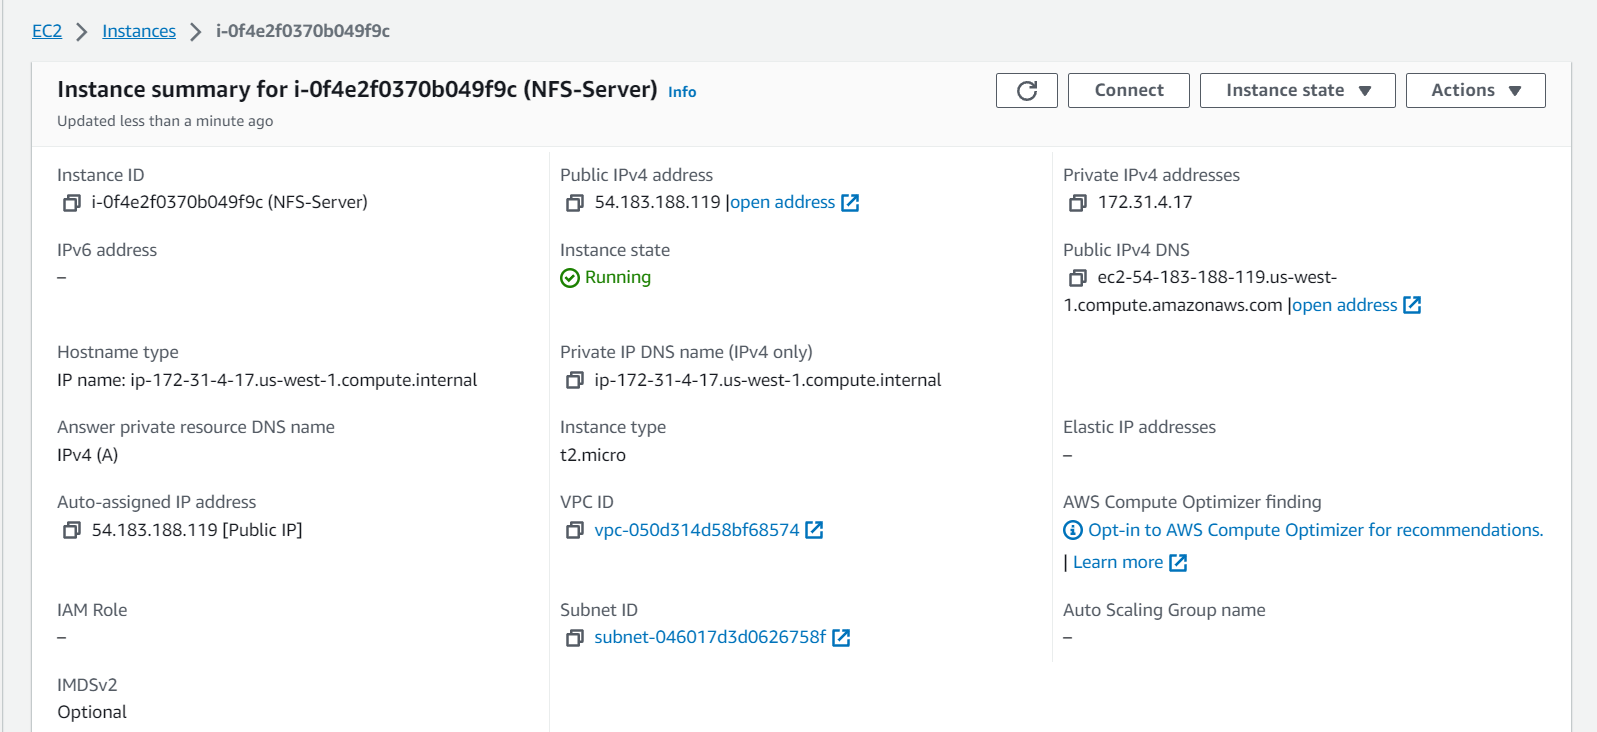 EC2 > Instances > i-0f4e2f0370b049f9c
Instance summary for i-0f4e2f0370b049f9c (NFS-Server) Info
Updated less than a minute ago
Connect
Instance state
Actions
Instance ID
i-0f4e2f0370b049f9c (NFS-Server)
Public IPv4 address
54.183.188.119 |open address
Private IPv4 addresses
172.31.4.17
IPv6 address
–
Instance state
Running
Public IPv4 DNS
ec2-54-183-188-119.us-west-
1.compute.amazonaws.com |open address
Hostname type
IP name: ip-172-31-4-17.us-west-1.compute.internal
Private IP DNS name (IPv4 only)
ip-172-31-4-17.us-west-1.compute.internal
Answer private resource DNS name
IPv4 (A)
Instance type
t2.micro
Elastic IP addresses
–
Auto-assigned IP address
54.183.188.119 [Public IP]
VPC ID
vpc-050d314d58bf68574
AWS Compute Optimizer finding
Opt-in to AWS Compute Optimizer for recommendations.
| Learn more
IAM Role
–
Subnet ID
subnet-046017d3d0626758f
Auto Scaling Group name
–
IMDSv2
Optional